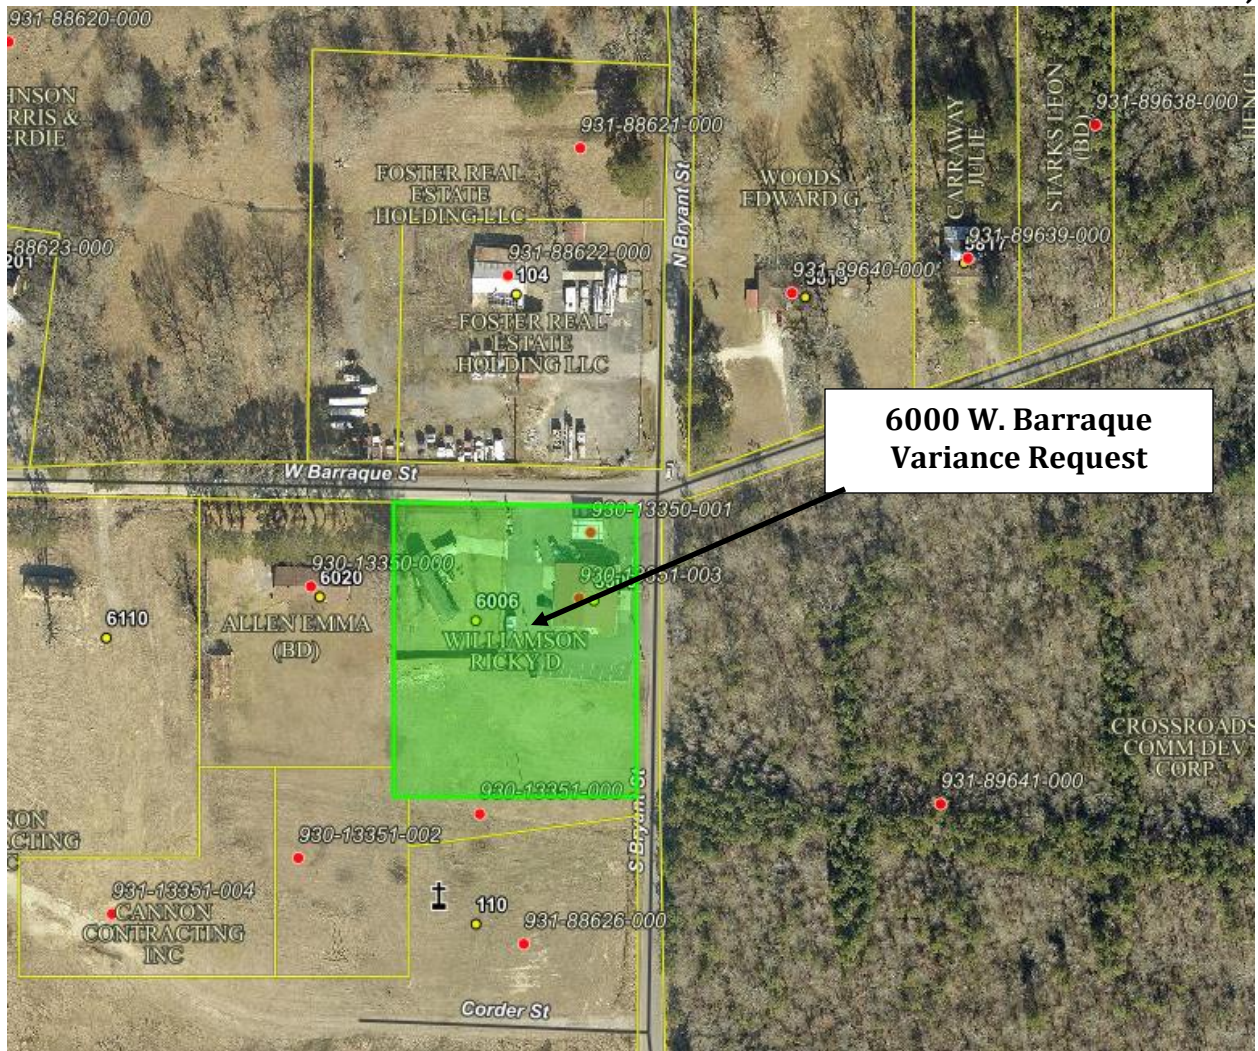 931-88620-000
HNSON
RRIS &
ERDIE
931-88621-000
FOSTER REAL
ESTATE
HOLDING LLC
N Bryant St
WOODS
EDWARD G
CARRAWAY
JULIE
STARKS LEON
(BD)
931-89638-000
-88623-000
201
931-88622-000
104
FOSTER REAL
ESTATE
HOLDING LLC
931-89640-000
931-89639-000
5817
6000 W. Barraque
Variance Request
W Barraque St
930-13350-001
930-13350-000
6020
930-13351-003
6006
6110
ALLEN EMMA
(BD)
WILLIAMSON
RICKY D
CROSSROADS
COMM DEV
CORP
931-89641-000
930-13351-000
S Bryant St
NON
CTING
C
930-13351-002
931-13351-004
CANNON
CONTRACTING
INC
110
931-88626-000
Corder St